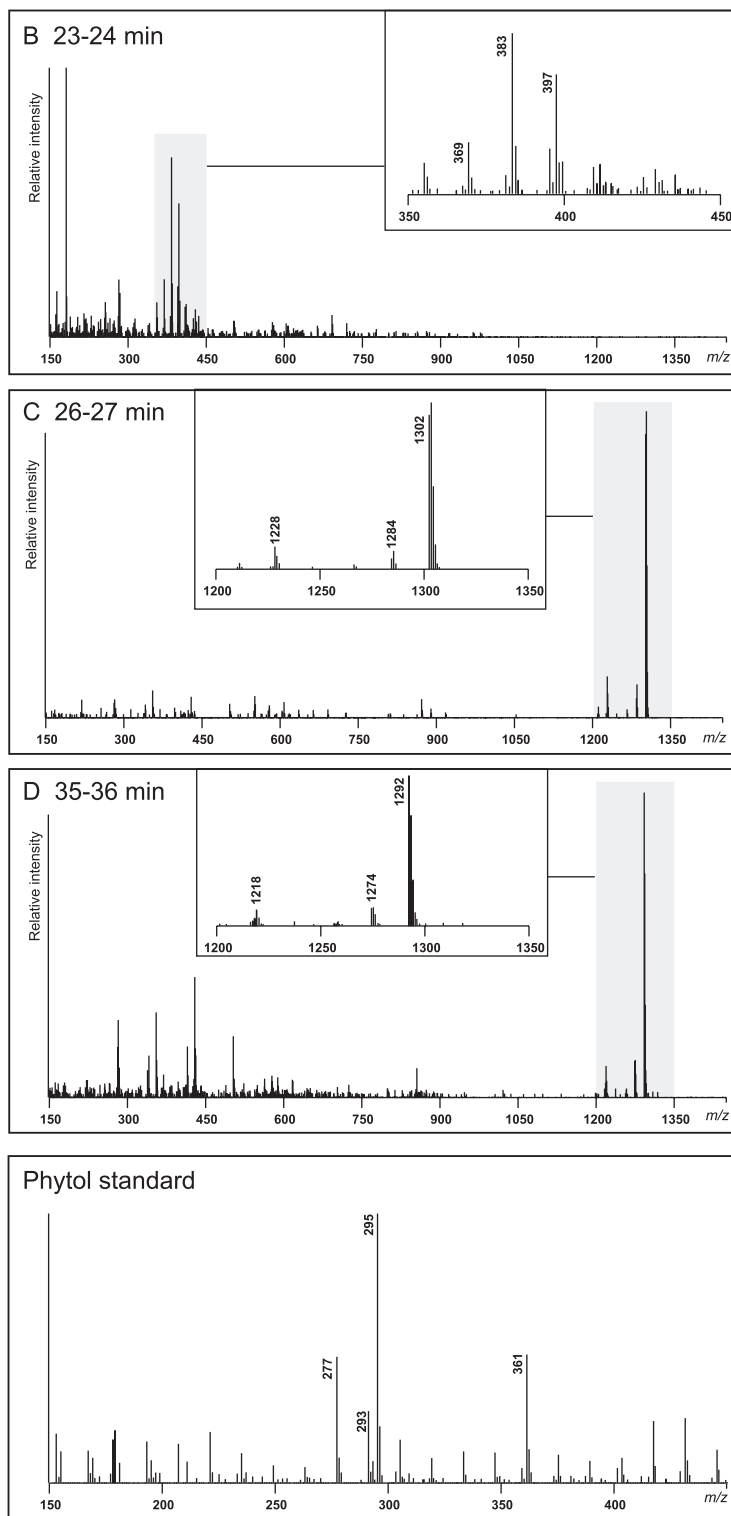 B 23-24 min
Relative intensity
383
397
369
350 400 450
150 300 450 600 750 900 1050 1200 1350 m/z
C 26-27 min
Relative intensity
1302
1228
1284
1200 1250 1300 1350
150 300 450 600 750 900 1050 1200 1350 m/z
D 35-36 min
Relative intensity
1292
1218
1274
1200 1250 1300 1350
150 300 450 600 750 900 1050 1200 1350 m/z
Phytol standard
295
277
361
293
150 200 250 300 350 400 m/z